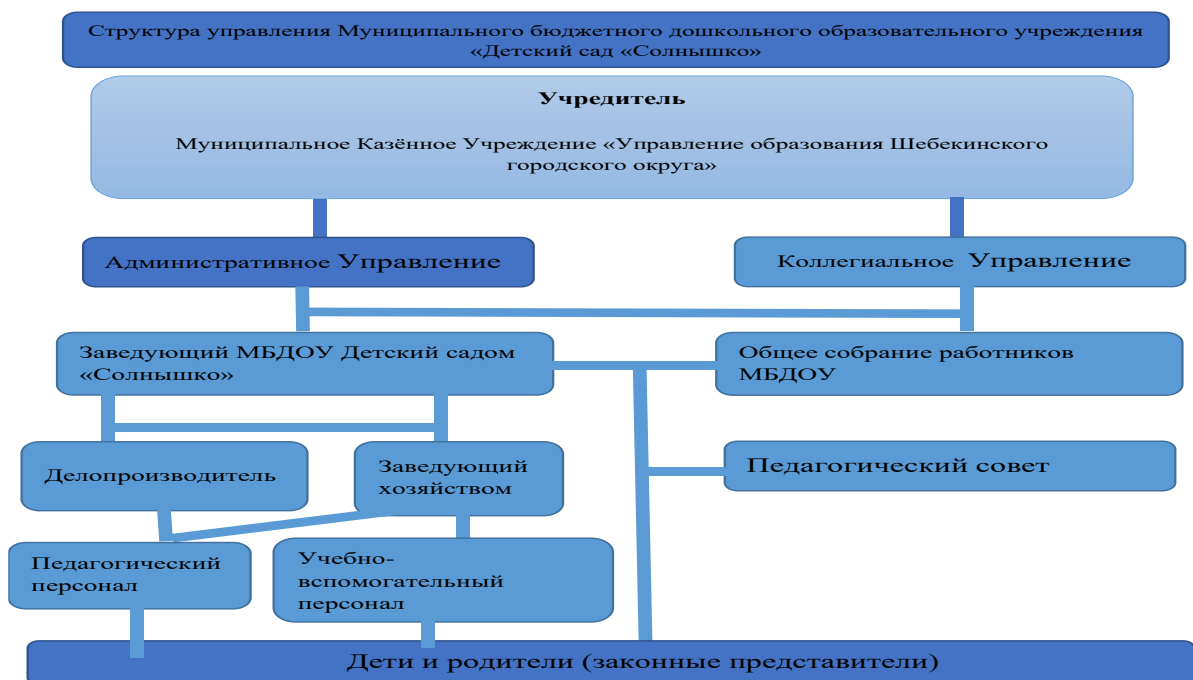 Структура управления Муниципального бюджетного дошкольного образовательного учреждения
«Детский сад «Солнышко»
Учредитель
Муниципальное Казённое Учреждение «Управление образования Шебекинского
городского округа»
Административное Управление
Коллегиальное Управление
Заведующий МБДОУ Детский садом
«Солнышко»
Общее собрание работников
МБДОУ
Делопроизводитель
Заведующий
хозяйством
Педагогический совет
Педагогический
персонал
Учебно-
вспомогательный
персонал
Дети и родители (законные представители)